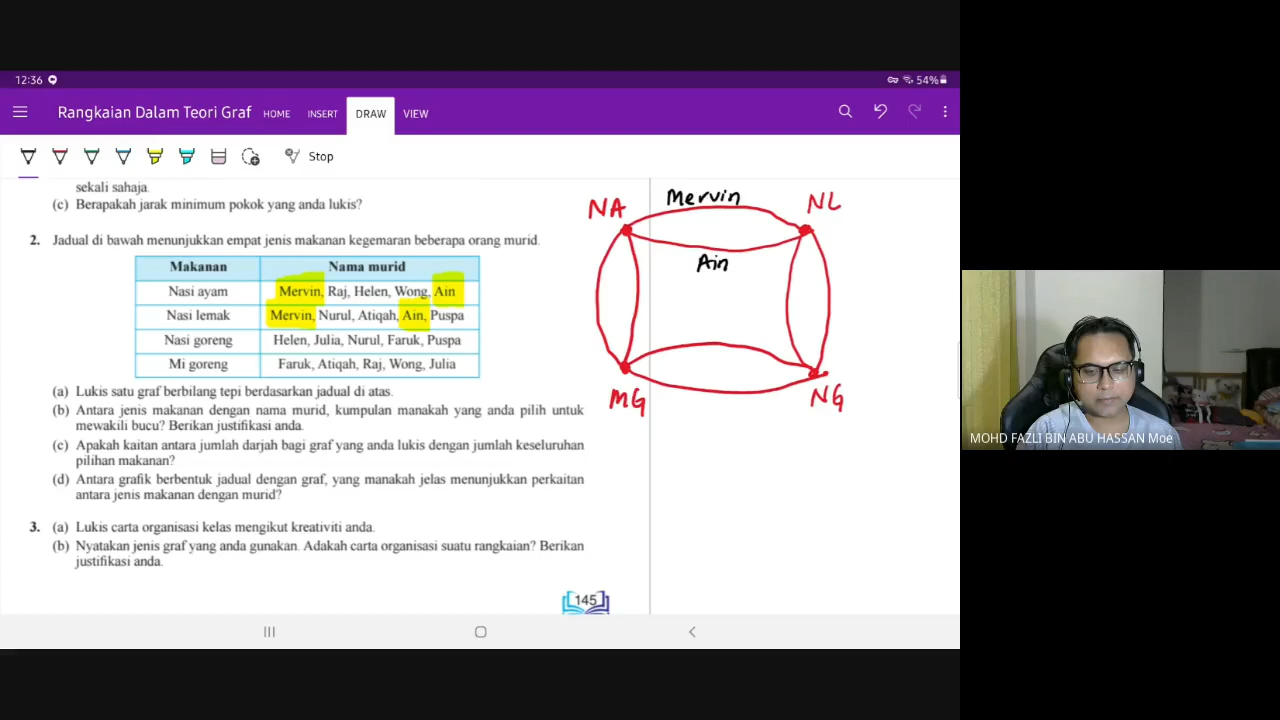 12:36 54%
Rangkaian Dalam Teori Graf HOME INSERT DRAW VIEW
Stop
sekali sahaja.
(c) Berapakah jarak minimum pokok yang anda lukis?
2. Jadual di bawah menunjukkan empat jenis makanan kegemaran beberapa orang murid.
Makanan Nama murid
Nasi ayam Mervin, Raj, Helen, Wong, Ain
Nasi lemak Mervin, Nurul, Atiqah, Ain, Puspa
Nasi goreng Helen, Julia, Nurul, Faruk, Puspa
Mi goreng Faruk, Atiqah, Raj, Wong, Julia
(a) Lukis satu graf berbilang tepi berdasarkan jadual di atas.
(b) Antara jenis makanan dengan nama murid, kumpulan manakah yang anda pilih untuk
mewakili bucu? Berikan justifikasi anda.
(c) Apakah kaitan antara jumlah darjah bagi graf yang anda lukis dengan jumlah keseluruhan
pilihan makanan?
(d) Antara grafik berbentuk jadual dengan graf, yang manakah jelas menunjukkan perkaitan
antara jenis makanan dengan murid?
3. (a) Lukis carta organisasi kelas mengikut kreativiti anda.
(b) Nyatakan jenis graf yang anda gunakan. Adakah carta organisasi suatu rangkaian? Berikan
justifikasi anda.
145
Mervin
NA NL
Ain
MG NG
MOHD FAZLI BIN ABU HASSAN Moe